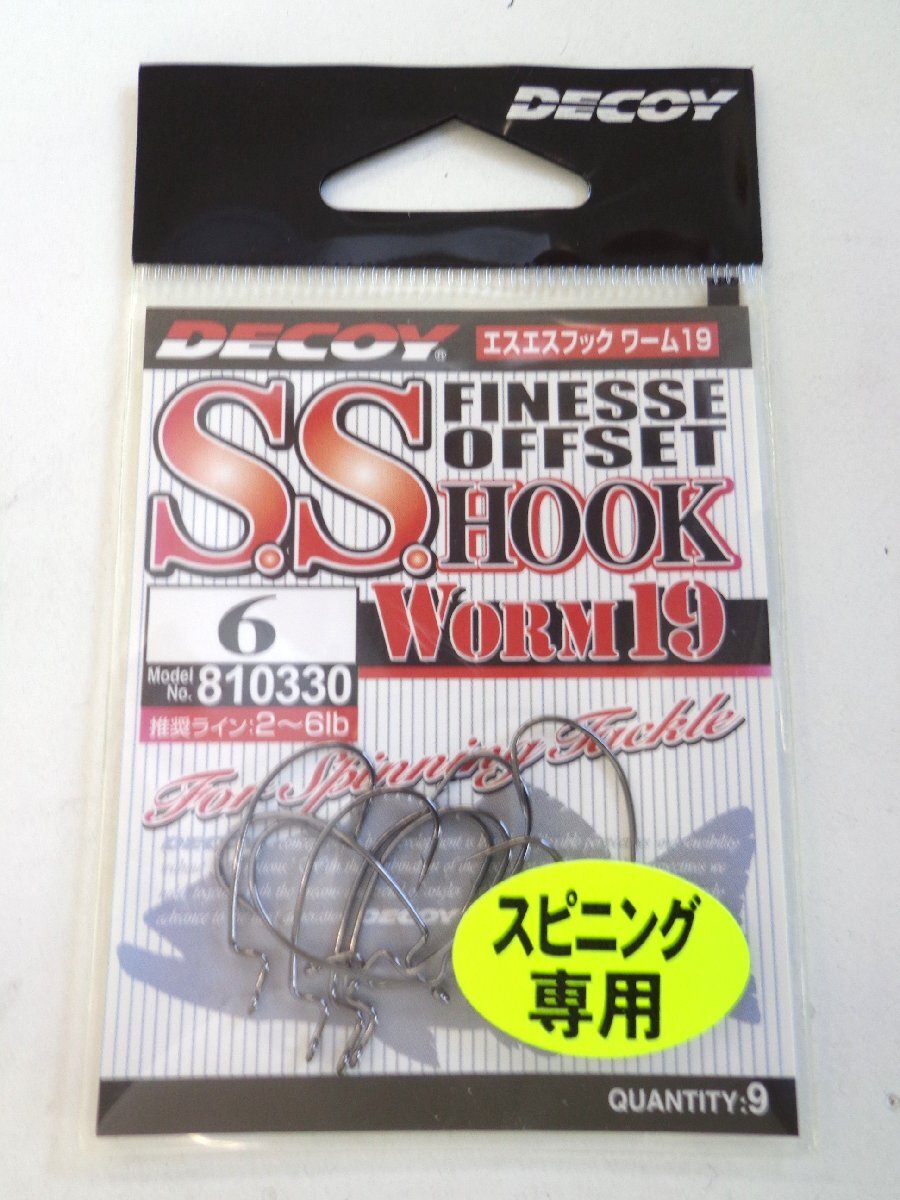 DECOY
DECOY®
エスエスフック ワーム19
S.S. FINESSE
OFFSET
HOOK
WORM19
6
Model No. 810330
推奨ライン:2～6lb
For Spinning Tackle
DECOY
スピニング
専用
QUANTITY:9